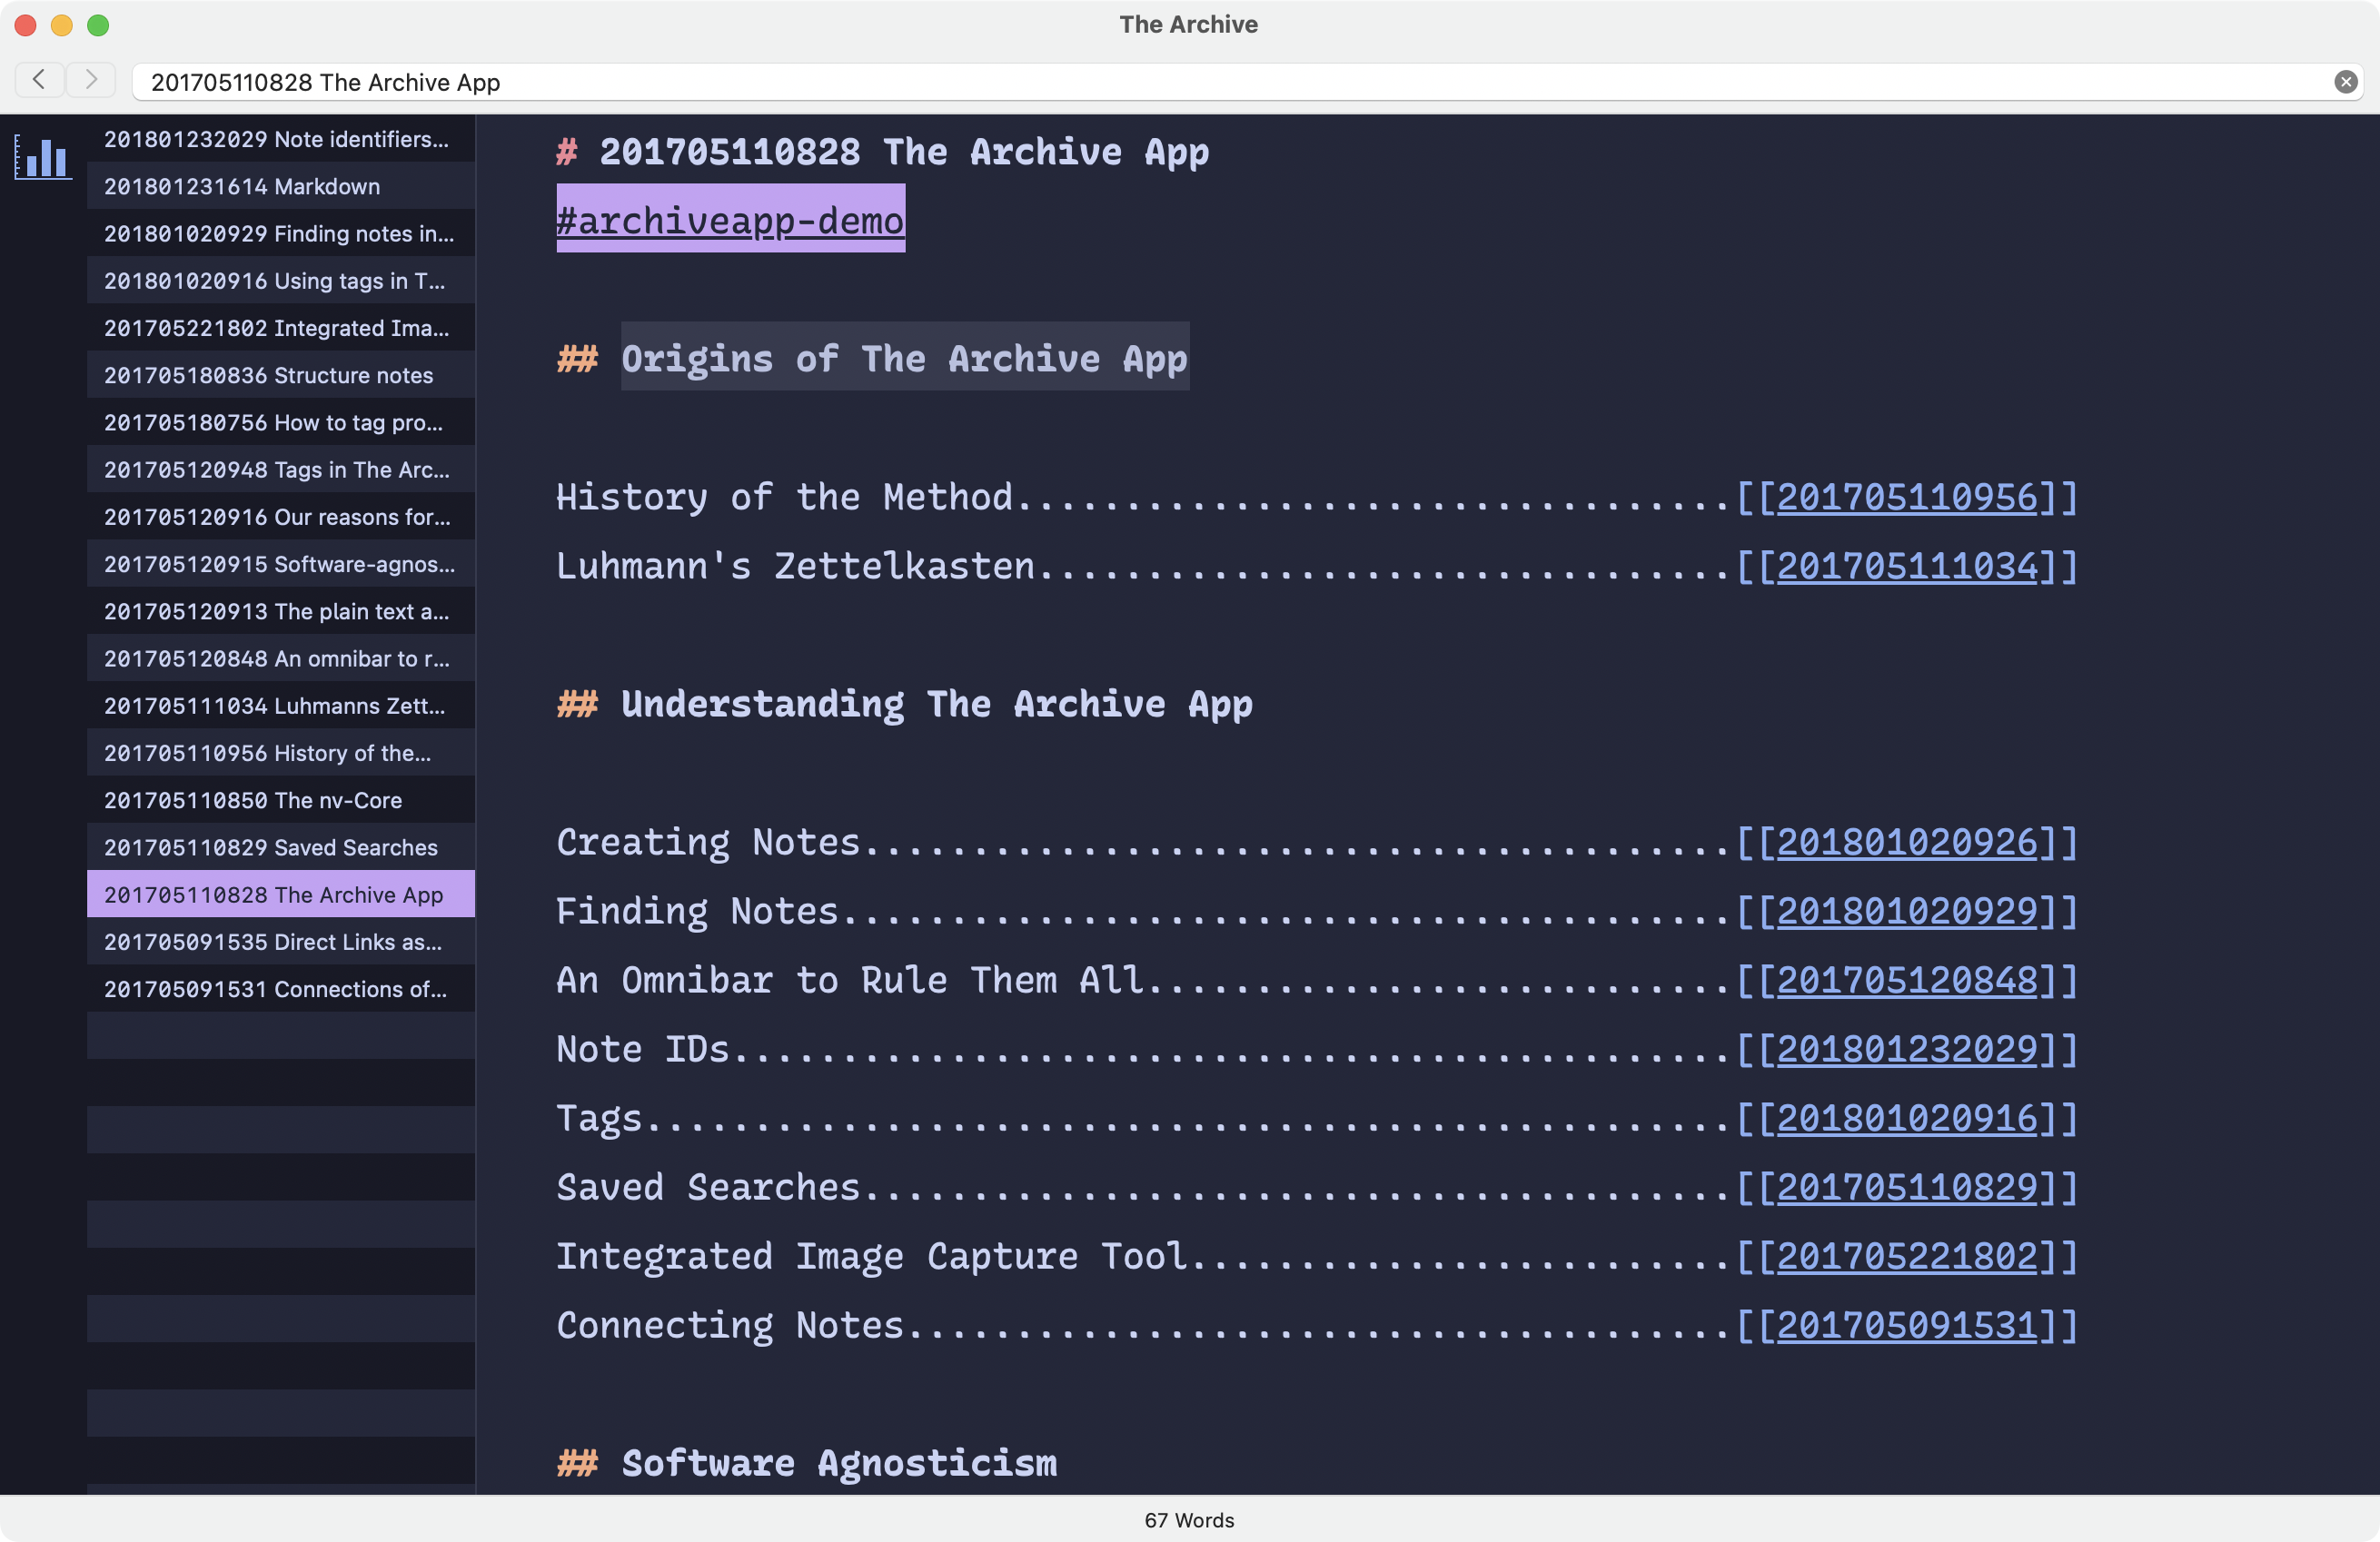 The Archive
201705110828 The Archive App
201801232029 Note identifiers...
201801231614 Markdown
201801020929 Finding notes in...
201801020916 Using tags in T...
201705221802 Integrated Ima...
201705180836 Structure notes
201705180756 How to tag pro...
201705120948 Tags in The Arc...
201705120916 Our reasons for...
201705120915 Software-agnos...
201705120913 The plain text a...
201705120848 An omnibar to r...
201705111034 Luhmanns Zett...
201705110956 History of the...
201705110850 The nv-Core
201705110829 Saved Searches
201705110828 The Archive App
201705091535 Direct Links as...
201705091531 Connections of...
# 201705110828 The Archive App
#archiveapp-demo
## Origins of The Archive App
History of the Method.................................[[201705110956]]
Luhmann's Zettelkasten................................[[201705111034]]
## Understanding The Archive App
Creating Notes........................................[[201801020926]]
Finding Notes.........................................[[201801020929]]
An Omnibar to Rule Them All...........................[[201705120848]]
Note IDs..............................................[[201801232029]]
Tags..................................................[[201801020916]]
Saved Searches........................................[[201705110829]]
Integrated Image Capture Tool.........................[[201705221802]]
Connecting Notes......................................[[201705091531]]
## Software Agnosticism
67 Words